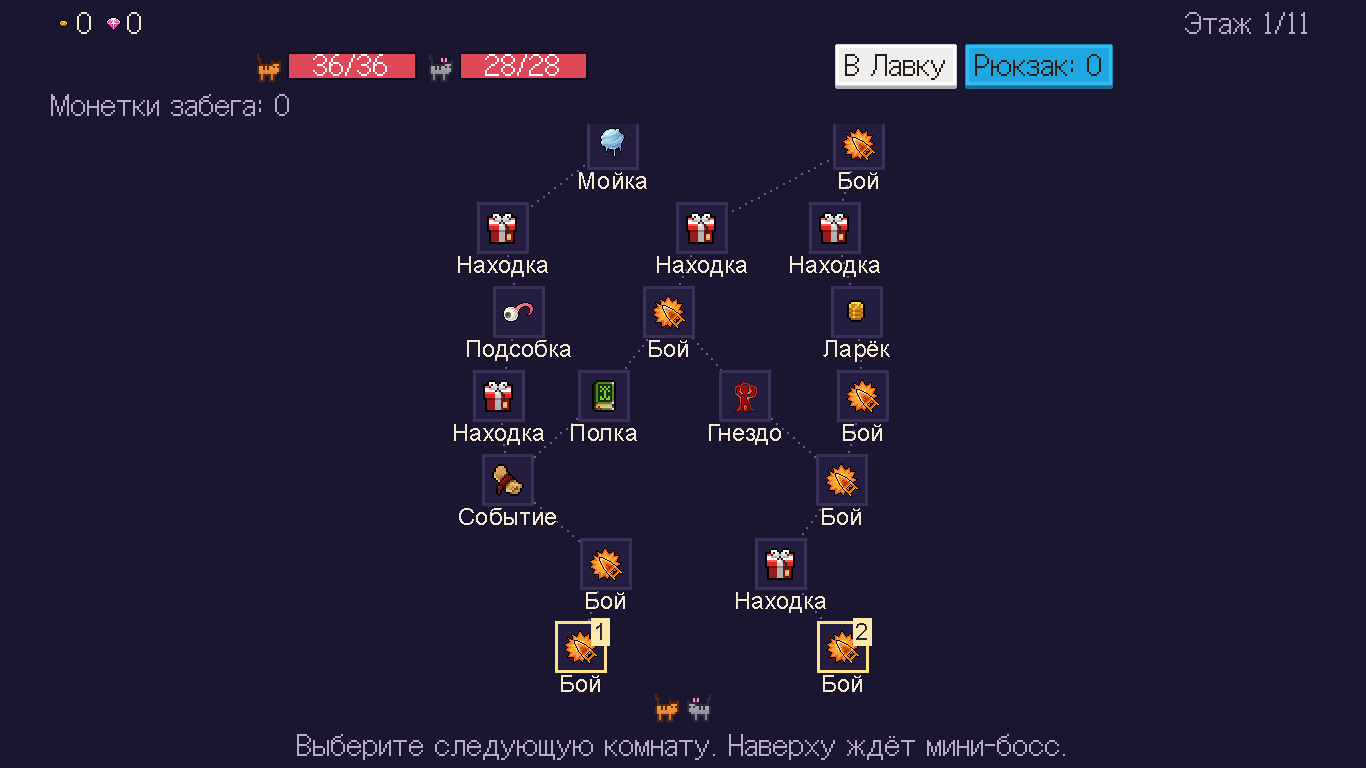 0 0
Этаж 1/11
36/36 28/28
В Лавку Рюкзак: 0
Монетки забега: 0
Мойка Бой
Находка Находка Находка
Подсобка Бой Ларёк
Находка Полка Гнездо Бой
Событие Бой
Бой Находка
1 2
Бой Бой
Выберите следующую комнату. Наверху ждёт мини-босс.